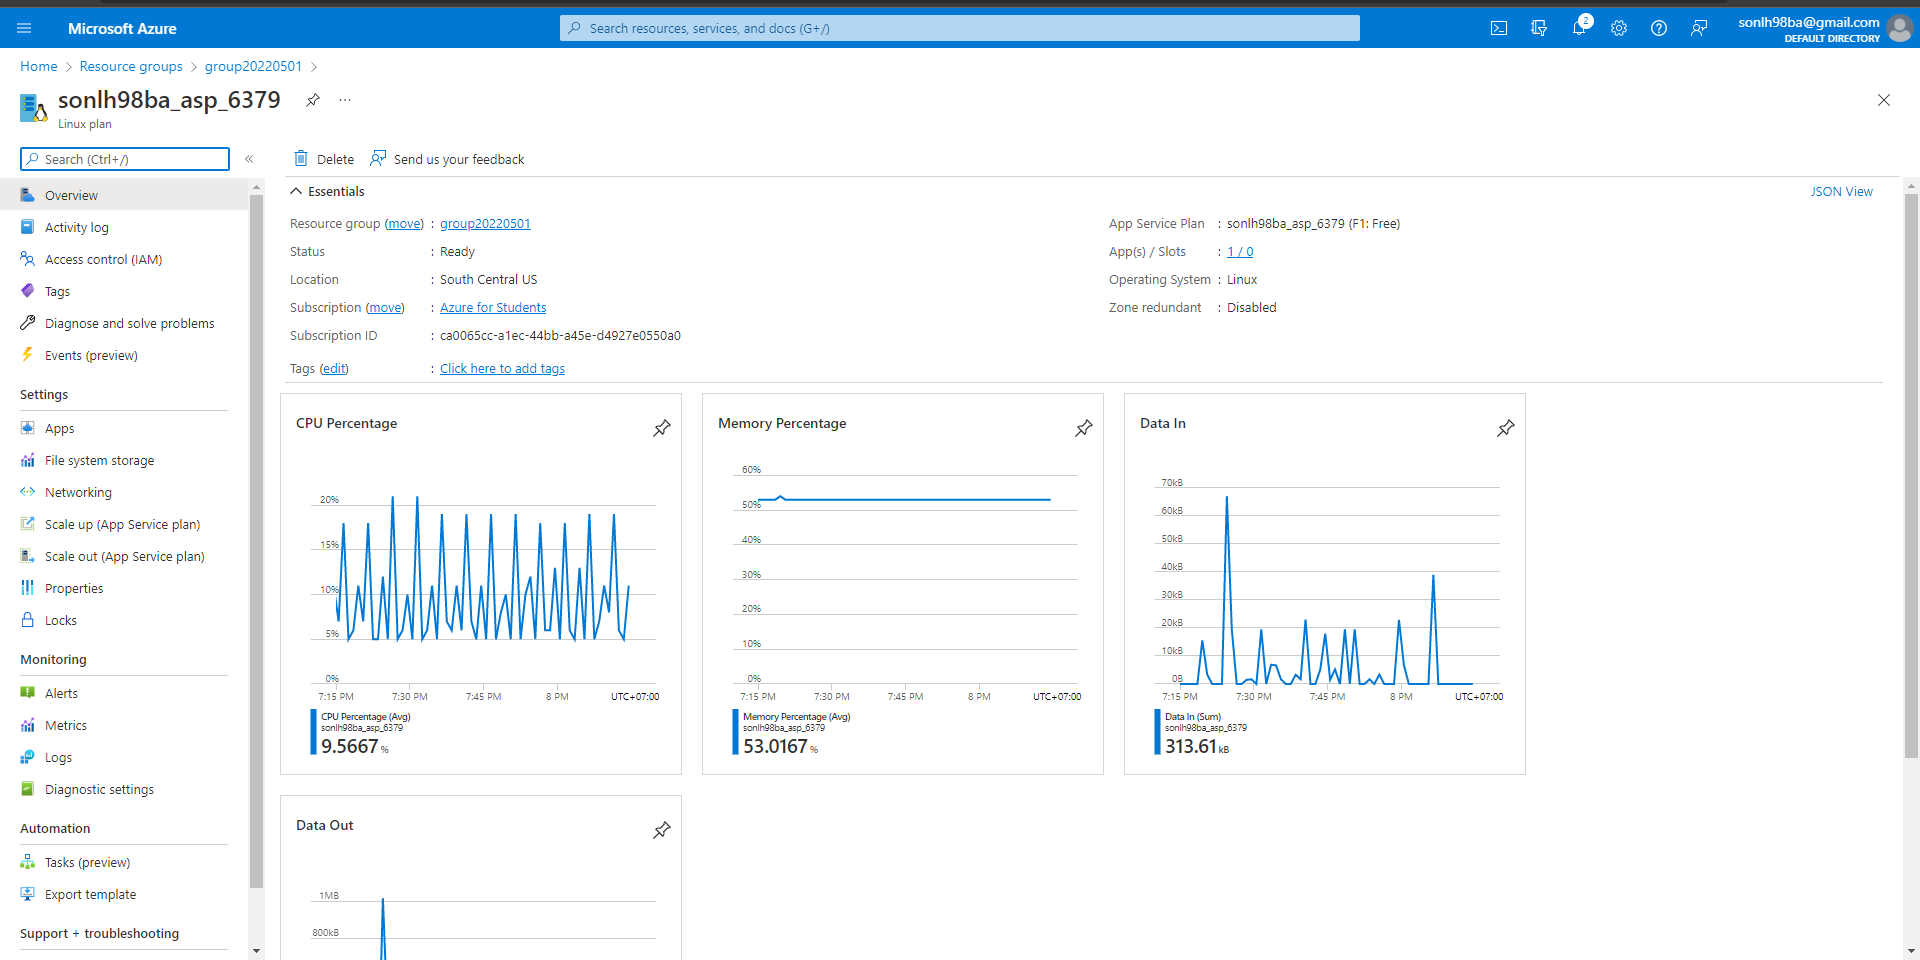 Microsoft Azure
Search resources, services, and docs (G+/)
2
sonlh98ba@gmail.com
DEFAULT DIRECTORY
Home > Resource groups > group20220501 >
sonlh98ba_asp_6379
Linux plan
Search (Ctrl+/)
Overview
Activity log
Access control (IAM)
Tags
Diagnose and solve problems
Events (preview)
Settings
Apps
File system storage
Networking
Scale up (App Service plan)
Scale out (App Service plan)
Properties
Locks
Monitoring
Alerts
Metrics
Logs
Diagnostic settings
Automation
Tasks (preview)
Export template
Support + troubleshooting
Delete
Send us your feedback
Essentials
JSON View
Resource group (move) : group20220501
Status : Ready
Location : South Central US
Subscription (move) : Azure for Students
Subscription ID : ca0065cc-a1ec-44bb-a45e-d4927e0550a0
Tags (edit) : Click here to add tags
App Service Plan : sonlh98ba_asp_6379 (F1: Free)
App(s) / Slots : 1 / 0
Operating System : Linux
Zone redundant : Disabled
CPU Percentage
20%
15%
10%
5%
0%
7:15 PM 7:30 PM 7:45 PM 8 PM UTC+07:00
CPU Percentage (Avg)
sonlh98ba_asp_6379
9.5667 %
Memory Percentage
60%
50%
40%
30%
20%
10%
0%
7:15 PM 7:30 PM 7:45 PM 8 PM UTC+07:00
Memory Percentage (Avg)
sonlh98ba_asp_6379
53.0167 %
Data In
70kB
60kB
50kB
40kB
30kB
20kB
10kB
0B
7:15 PM 7:30 PM 7:45 PM 8 PM UTC+07:00
Data In (Sum)
sonlh98ba_asp_6379
313.61 kB
Data Out
1MB
800kB